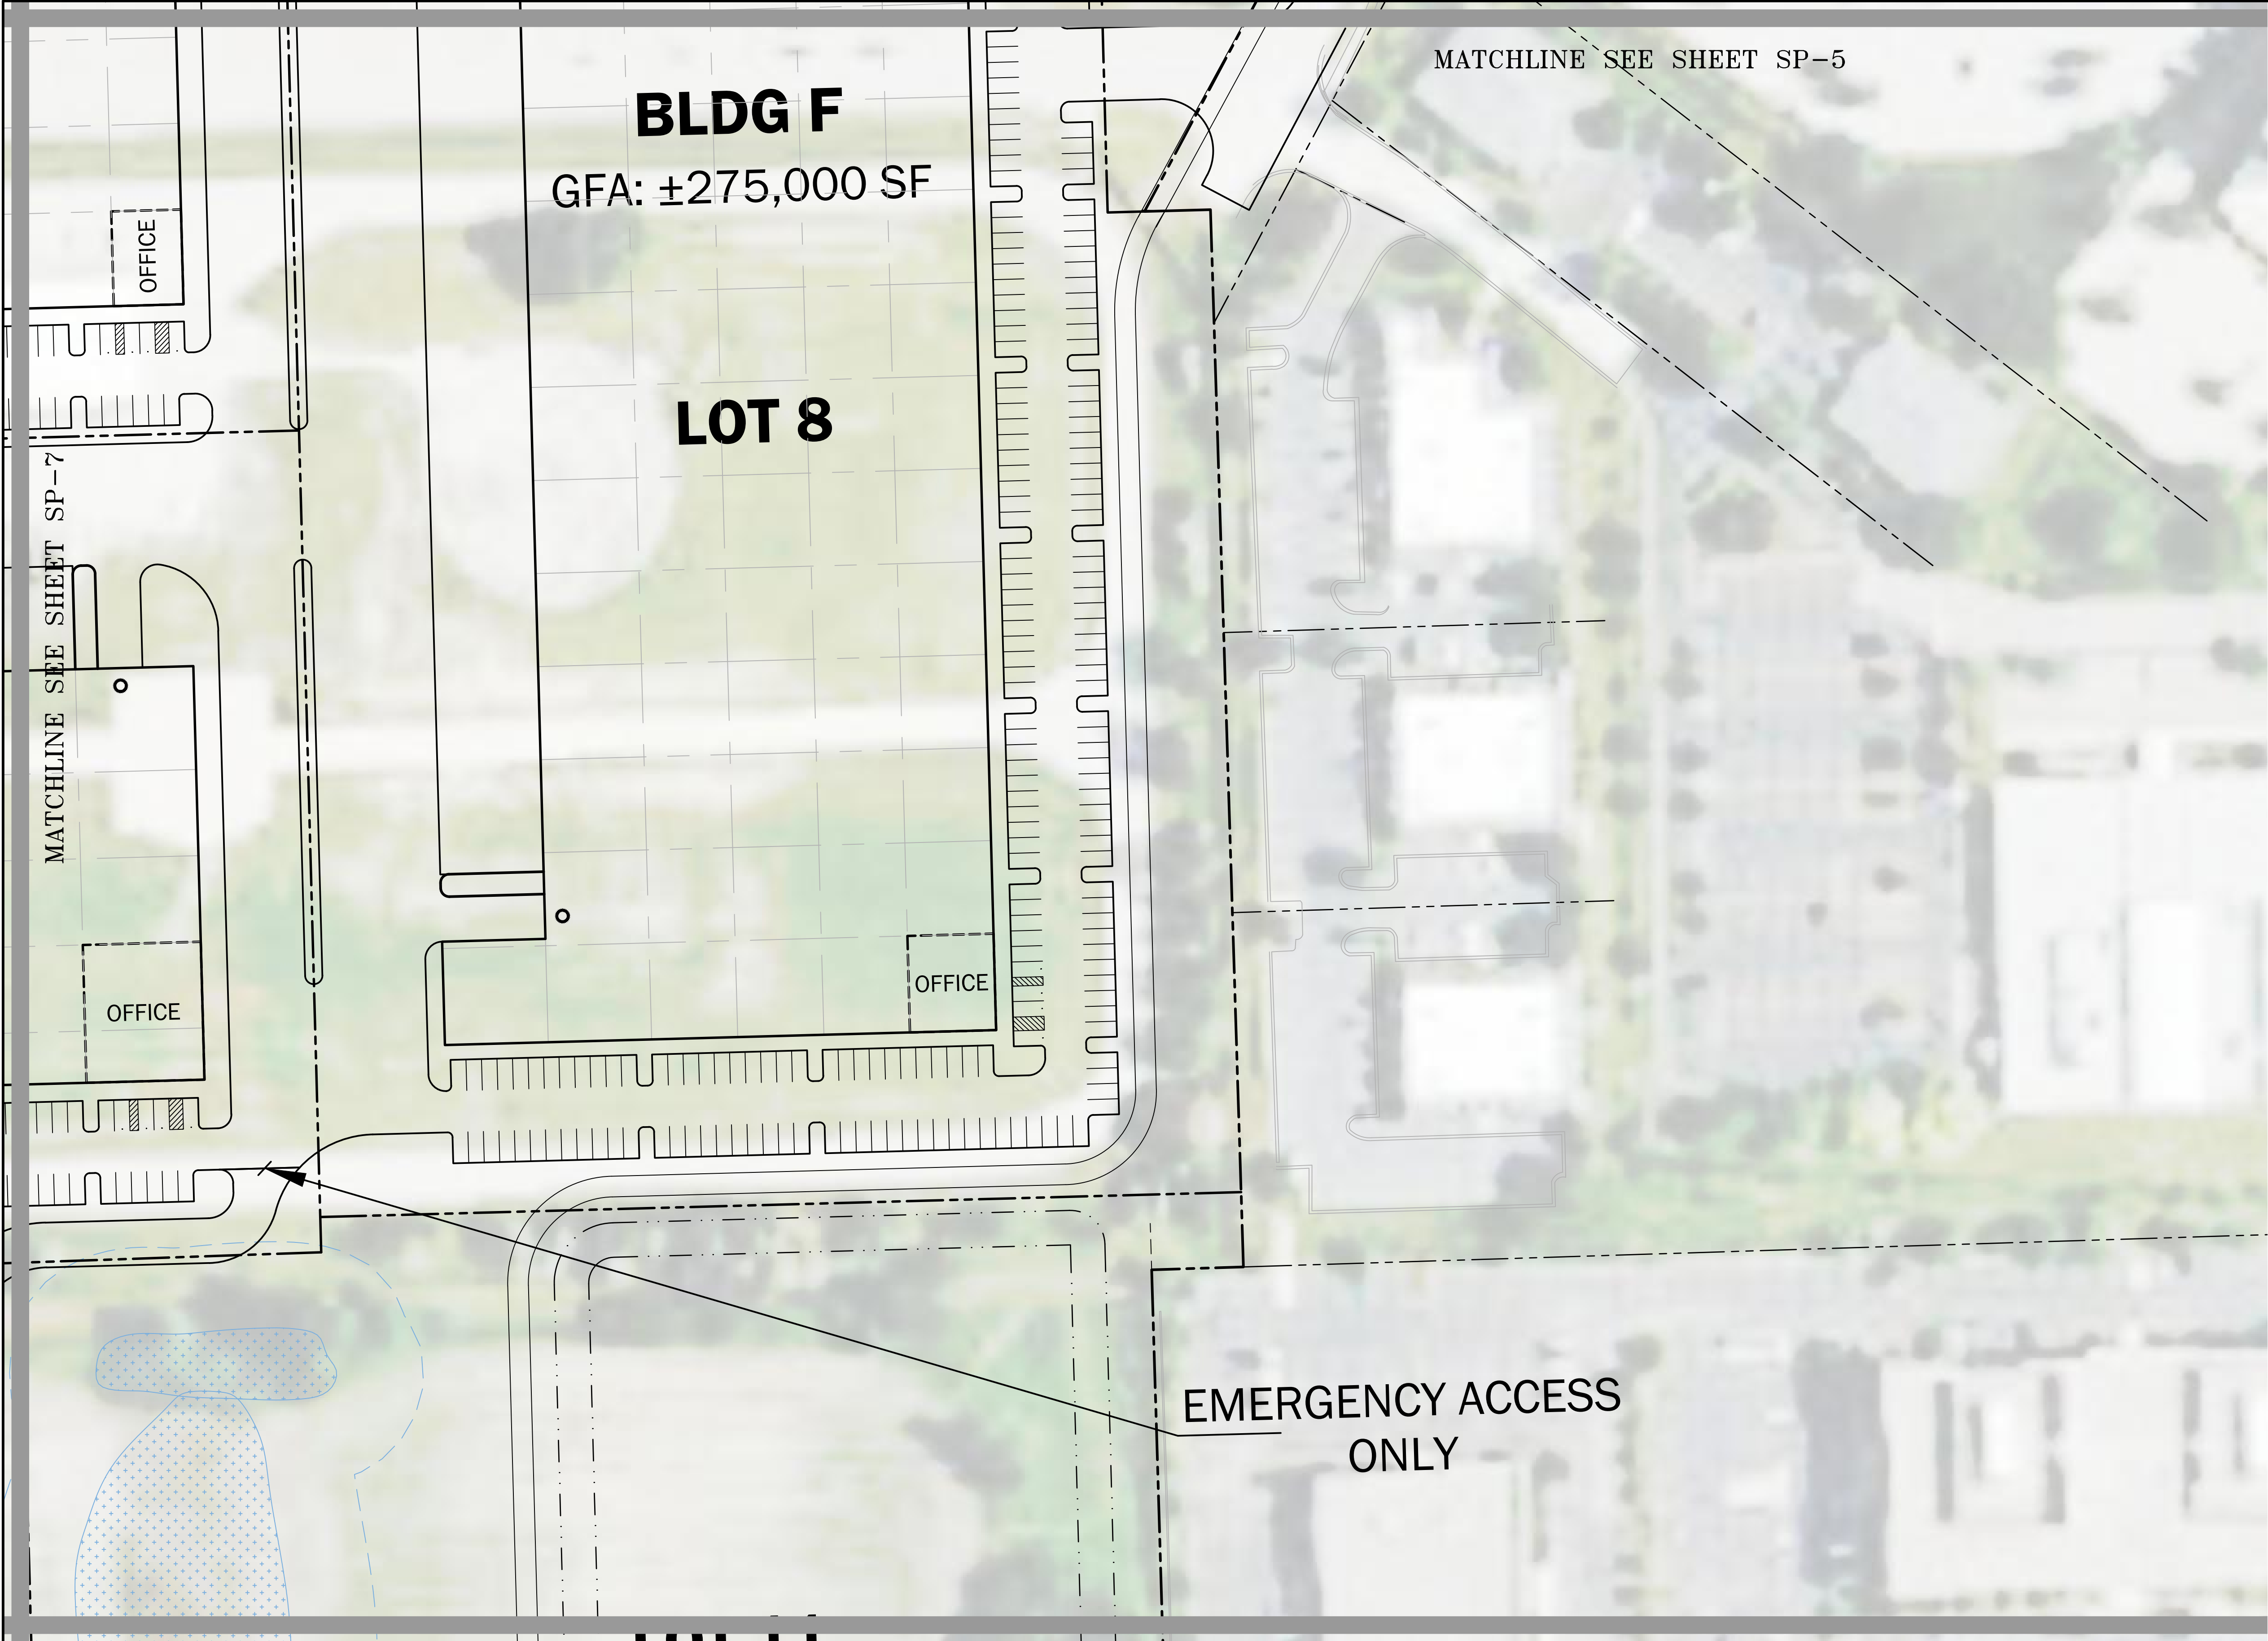 MATCHLINE SEE SHEET SP-5
BLDG F
GFA: ±275,000 SF
OFFICE
LOT 8
MATCHLINE SEE SHEET SP-7
OFFICE
OFFICE
EMERGENCY ACCESS
ONLY